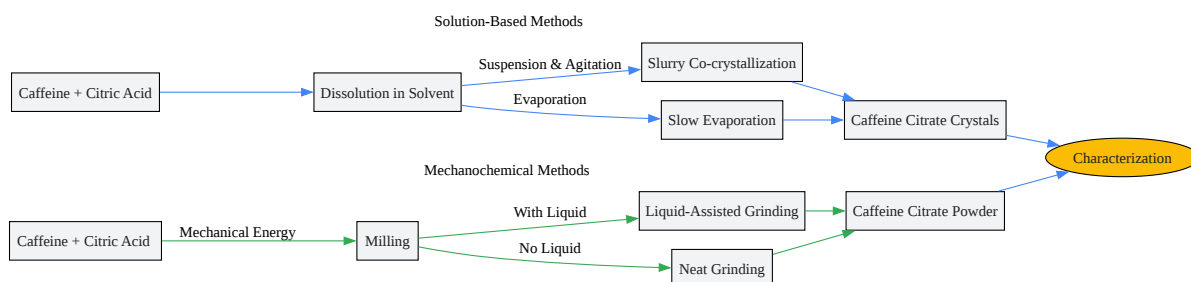 Solution-Based Methods
Caffeine + Citric Acid
Dissolution in Solvent
Suspension & Agitation
Evaporation
Slurry Co-crystallization
Slow Evaporation
Caffeine Citrate Crystals
Characterization
Mechanochemical Methods
Caffeine + Citric Acid
Mechanical Energy
Milling
With Liquid
No Liquid
Liquid-Assisted Grinding
Neat Grinding
Caffeine Citrate Powder